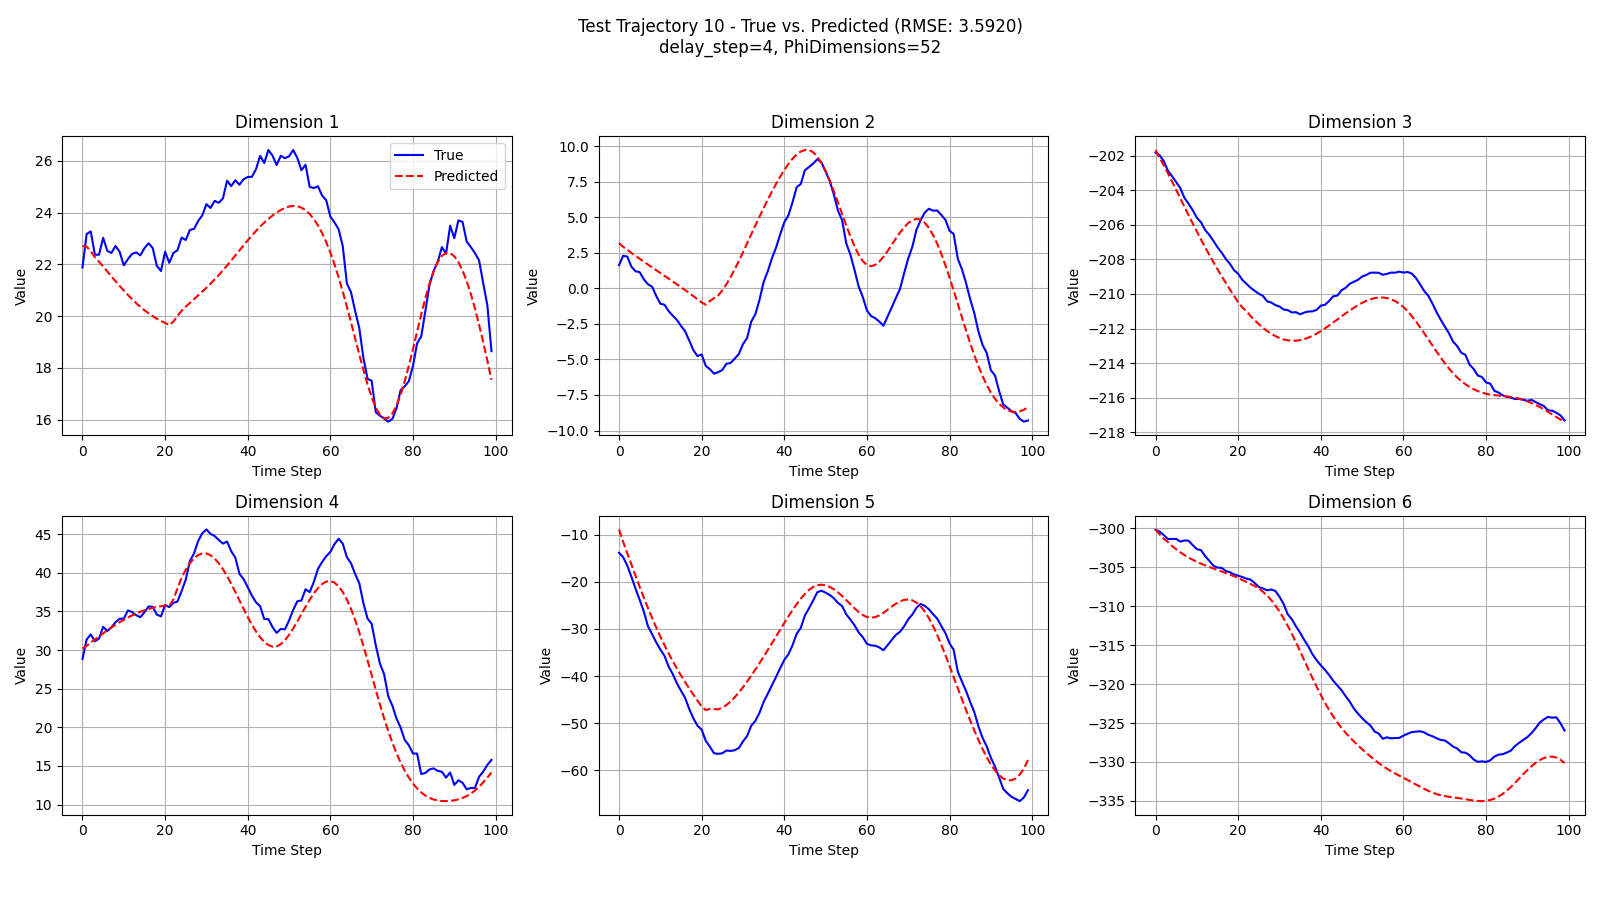 Test Trajectory 10 - True vs. Predicted (RMSE: 3.5920)
delay_step=4, PhiDimensions=52
Dimension 1
True
Predicted
Value
26
24
22
20
18
16
0 20 40 60 80 100
Time Step
Dimension 2
Value
10.0
7.5
5.0
2.5
0.0
−2.5
−5.0
−7.5
−10.0
0 20 40 60 80 100
Time Step
Dimension 3
Value
−202
−204
−206
−208
−210
−212
−214
−216
−218
0 20 40 60 80 100
Time Step
Dimension 4
Value
45
40
35
30
25
20
15
10
0 20 40 60 80 100
Time Step
Dimension 5
Value
−10
−20
−30
−40
−50
−60
0 20 40 60 80 100
Time Step
Dimension 6
Value
−300
−305
−310
−315
−320
−325
−330
−335
0 20 40 60 80 100
Time Step